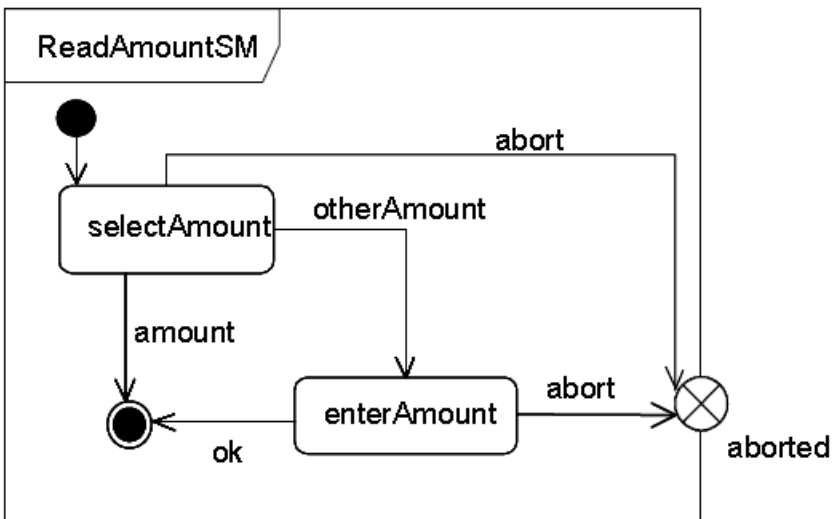 ReadAmountSM
abort
otherAmount
selectAmount
amount
abort
enterAmount
ok
aborted